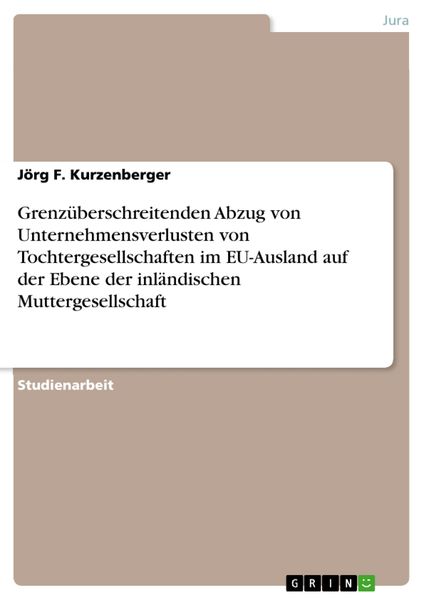 Jura
Jörg F. Kurzenberger
Grenzüberschreitenden Abzug von
Unternehmensverlusten von
Tochtergesellschaften im EU-Ausland auf
der Ebene der inländischen
Muttergesellschaft
Studienarbeit
GRIN